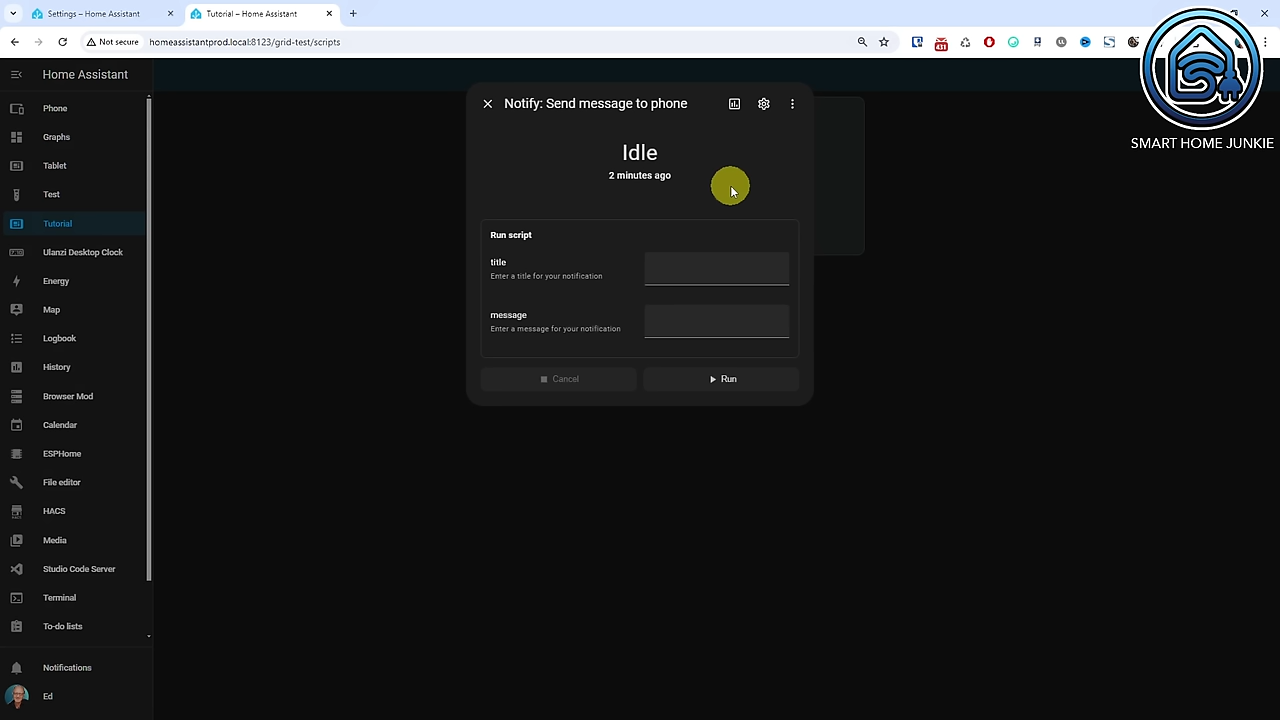 Settings – Home Assistant
Tutorial – Home Assistant
Not secure
homeassistantprod.local:8123/grid-test/scripts
431
SMART HOME JUNKIE
Home Assistant
Phone
Graphs
Tablet
Test
Tutorial
Ulanzi Desktop Clock
Energy
Map
Logbook
History
Browser Mod
Calendar
ESPHome
File editor
HACS
Media
Studio Code Server
Terminal
To-do lists
Notifications
Ed
Notify: Send message to phone
Idle
2 minutes ago
Run script
title
Enter a title for your notification
message
Enter a message for your notification
Cancel
Run